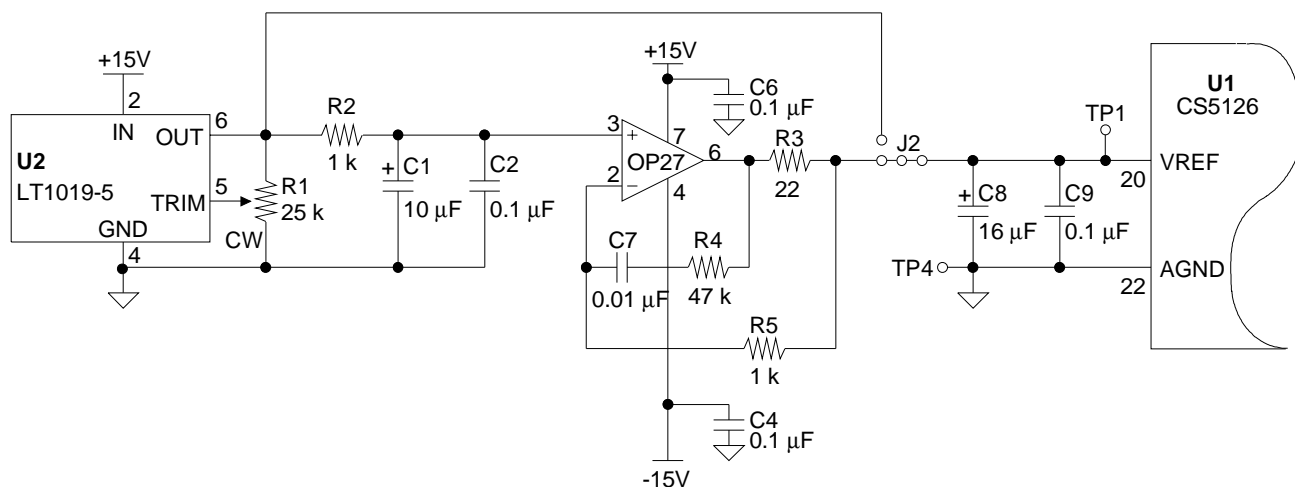 +15V
2
IN
U2
LT1019-5
OUT
6
TRIM
5
GND
4
R1
25 k
CW
R2
1 k
+
C1
10 µF
C2
0.1 µF
+15V
C6
0.1 µF
3
+
7
OP27
6
2
–
4
R3
22
C7
0.01 µF
R4
47 k
R5
1 k
C4
0.1 µF
-15V
J2
TP1
+
C8
16 µF
C9
0.1 µF
TP4
U1
CS5126
VREF
20
AGND
22